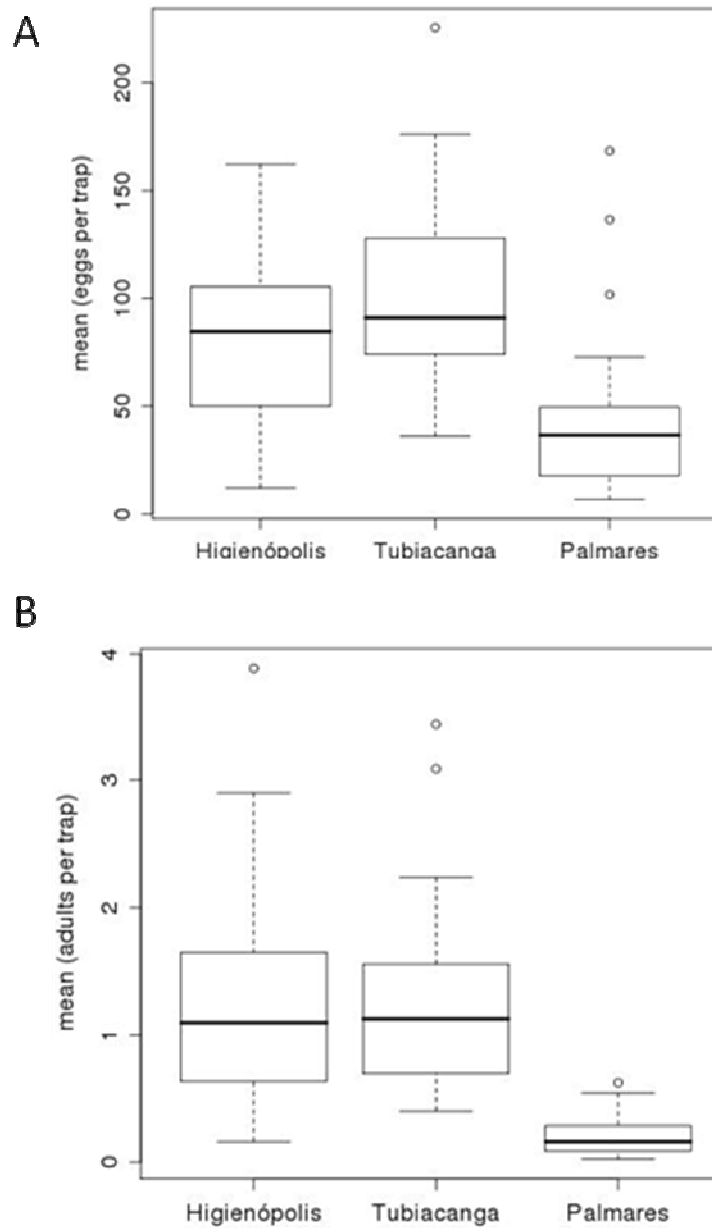 A
mean (eggs per trap)
200
150
100
50
0
Higienópolis Tubiacanga Palmares
B
mean (adults per trap)
4
3
2
1
0
Higienópolis Tubiacanga Palmares